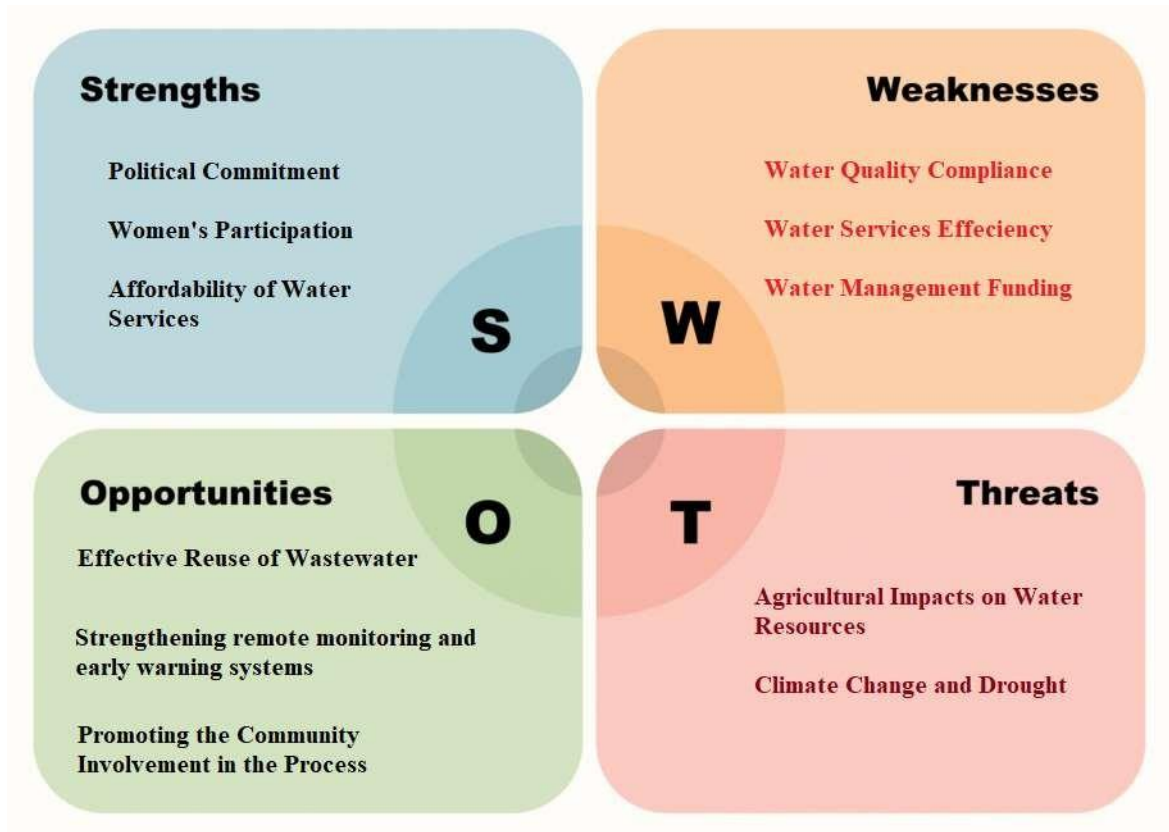 Strengths
Political Commitment
Women's Participation
Affordability of Water
Services
S
Weaknesses
Water Quality Compliance
Water Services Effeciency
Water Management Funding
W
Opportunities
O
Effective Reuse of Wastewater
Strengthening remote monitoring and
early warning systems
Promoting the Community
Involvement in the Process
Threats
T
Agricultural Impacts on Water
Resources
Climate Change and Drought